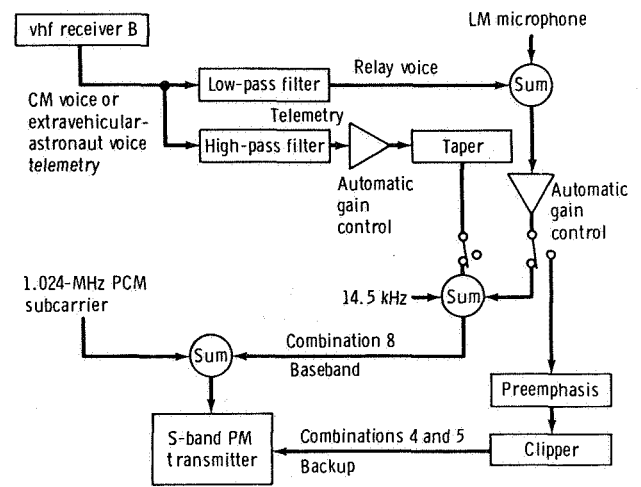 vhf receiver B
LM microphone
Low-pass filter
Relay voice
Sum
CM voice or
extravehicular-
astronaut voice
telemetry
Telemetry
High-pass filter
Taper
Automatic
gain
control
Automatic
gain
control
1.024-MHz PCM
subcarrier
14.5 kHz
Sum
Combination 8
Baseband
Sum
Preemphasis
S-band PM
transmitter
Combinations 4 and 5
Backup
Clipper